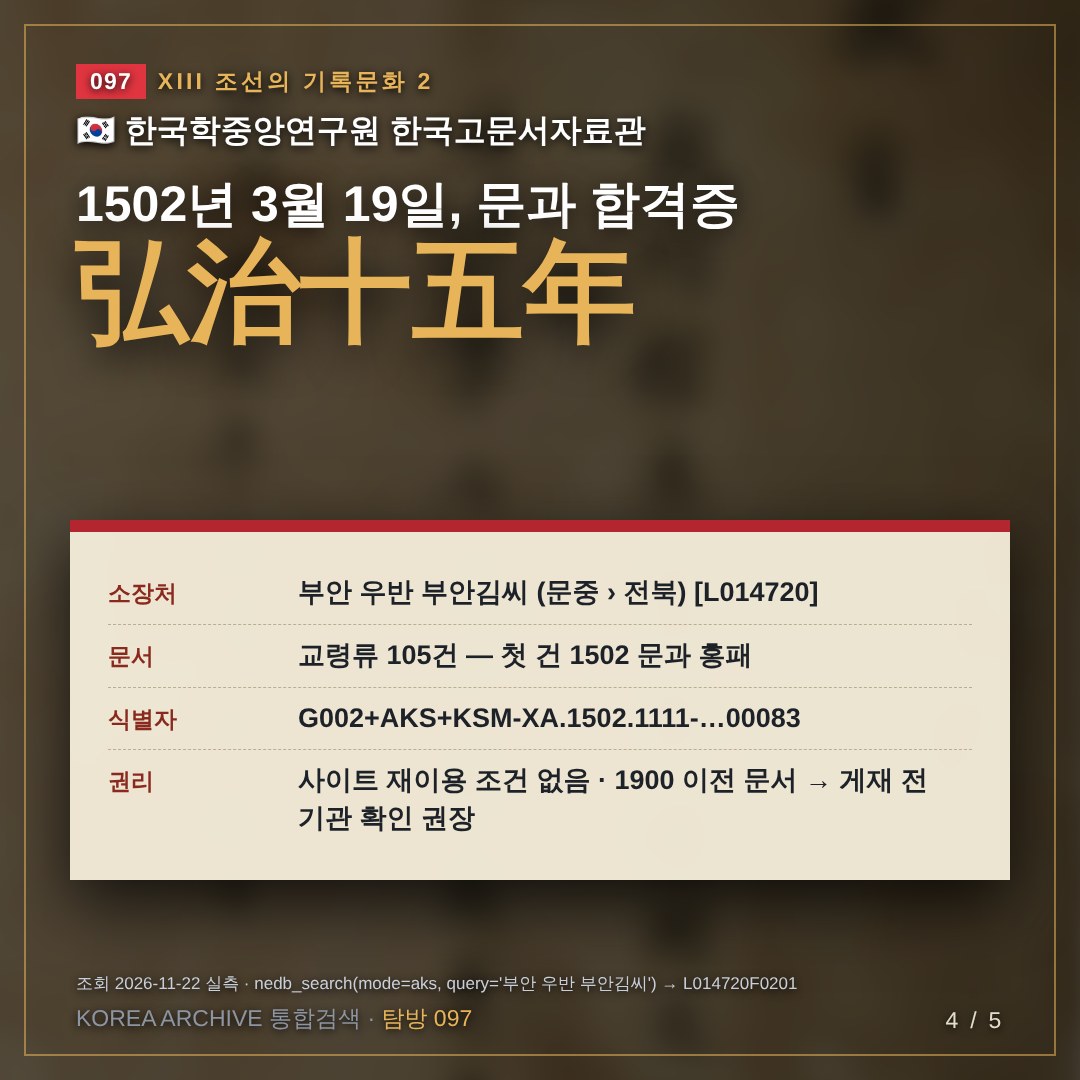 097 XIII 조선의 기록문화 2
🇰🇷 한국학중앙연구원 한국고문서자료관
1502년 3월 19일, 문과 합격증
弘治十五年
소장처 부안 우반 부안김씨 (문중 › 전북) [L014720]
문서 교령류 105건 — 첫 건 1502 문과 홍패
식별자 G002+AKS+KSM-XA.1502.1111-…00083
권리 사이트 재이용 조건 없음 · 1900 이전 문서 → 게재 전
기관 확인 권장
조회 2026-11-22 실측 · nedb_search(mode=aks, query='부안 우반 부안김씨') → L014720F0201
KOREA ARCHIVE 통합검색 · 탐방 097
4 / 5